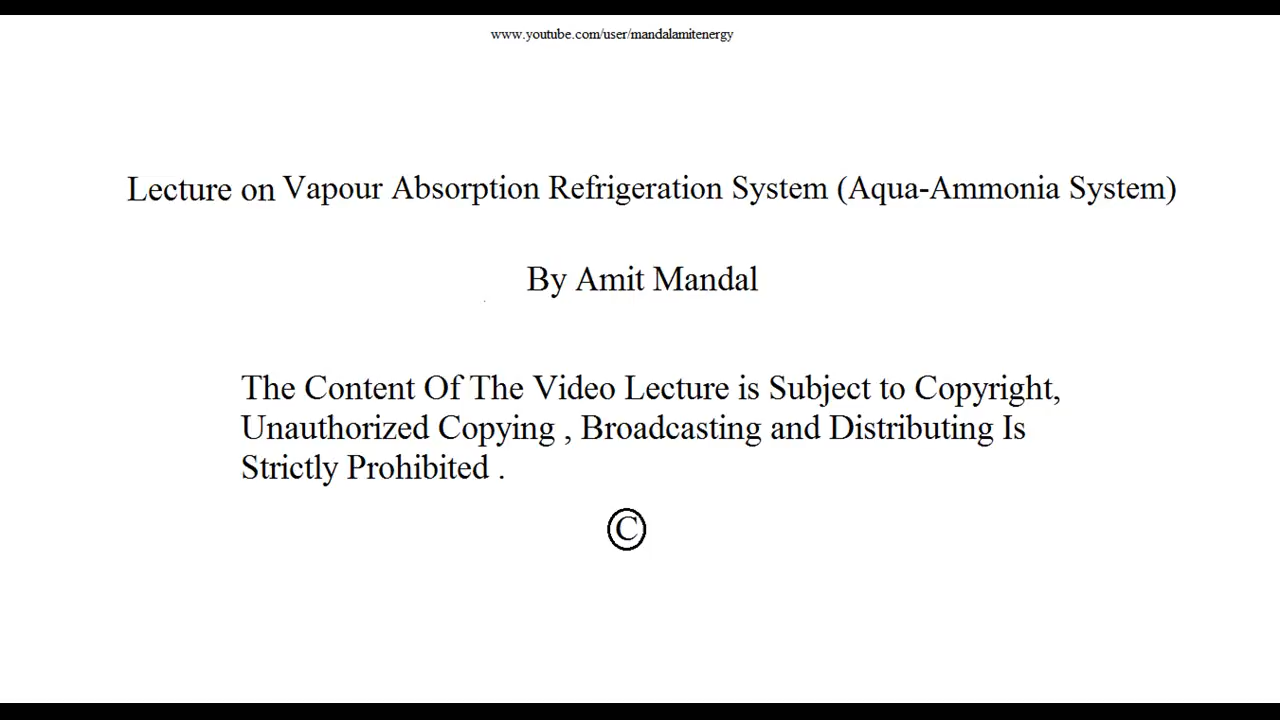 www.youtube.com/user/mandalamitenergy
Lecture on Vapour Absorption Refrigeration System (Aqua-Ammonia System)
By Amit Mandal
The Content Of The Video Lecture is Subject to Copyright,
Unauthorized Copying , Broadcasting and Distributing Is
Strictly Prohibited .
©